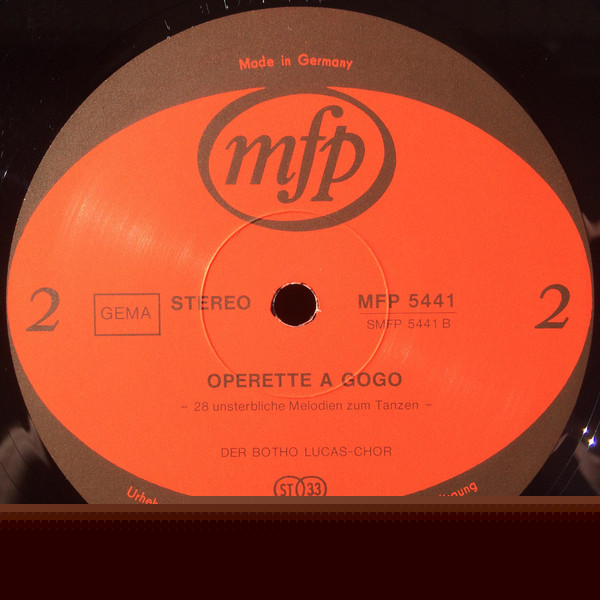 Made in Germany
mfp
2
GEMA
STEREO
MFP 5441
SMFP 5441 B
2
OPERETTE A GOGO
– 28 unsterbliche Melodien zum Tanzen –
DER BOTHO LUCAS-CHOR
ST 33